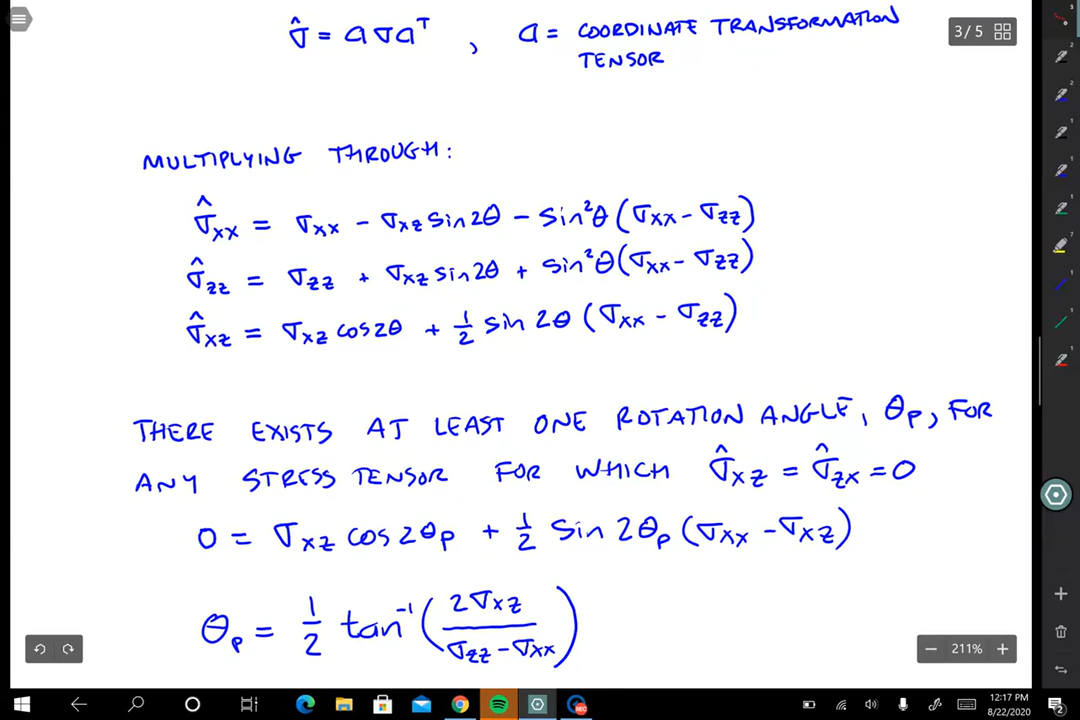 σ̂ = aσaᵀ , a = COORDINATE TRANSFORMATION
TENSOR
3/5
MULTIPLYING THROUGH:
σ̂xx = σxx - σxz sin2θ - sin²θ (σxx - σzz)
σ̂zz = σzz + σxz sin2θ + sin²θ (σxx - σzz)
σ̂xz = σxz cos2θ + 1/2 sin 2θ (σxx - σzz)
THERE EXISTS AT LEAST ONE ROTATION ANGLE, θp, FOR
ANY STRESS TENSOR FOR WHICH σ̂xz = σ̂zx = 0
0 = σxz cos 2θp + 1/2 sin 2θp (σxx - σxz)
θp = 1/2 tan⁻¹ (2σxz / σzz - σxx)
211%
12:17 PM
8/22/2020